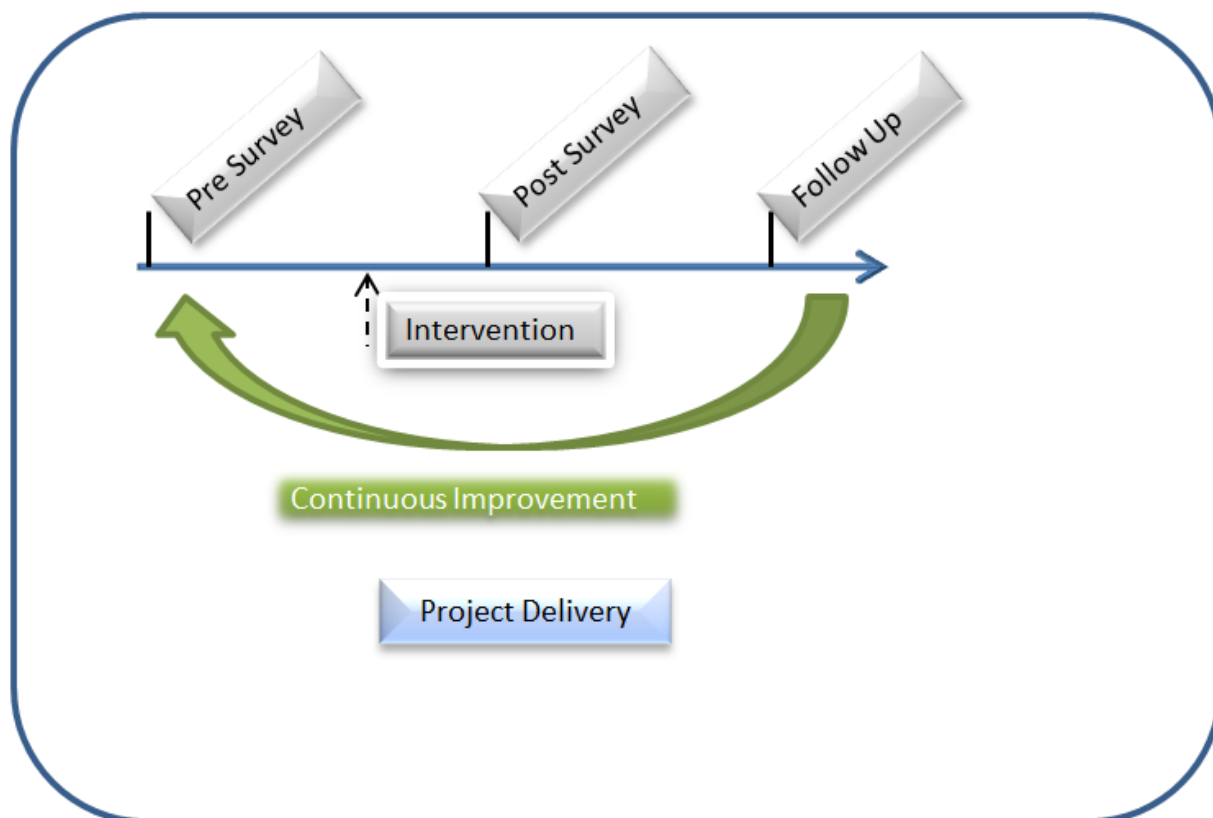 Pre Survey
Post Survey
Follow Up
Intervention
Continuous Improvement
Project Delivery